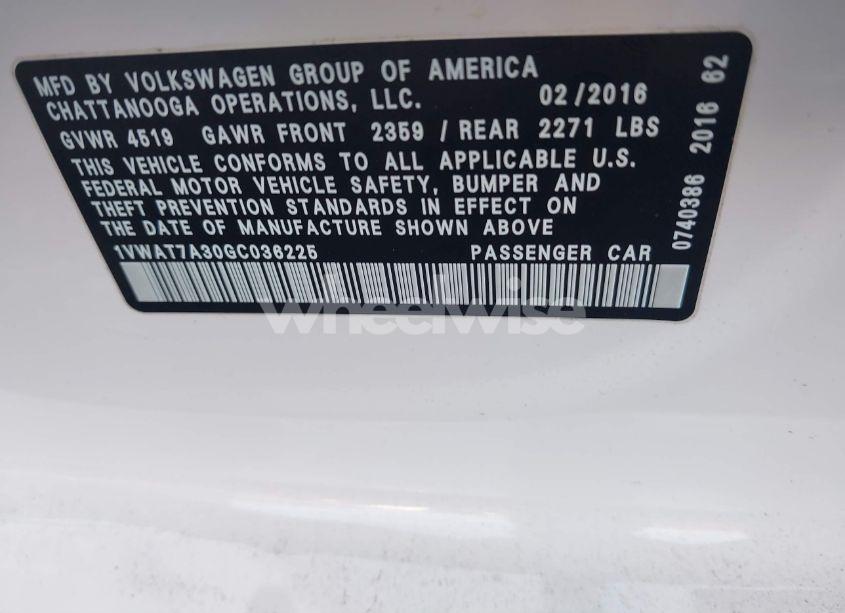 MFD BY VOLKSWAGEN GROUP OF AMERICA
CHATTANOOGA OPERATIONS, LLC. 02/2016
GVWR 4519 GAWR FRONT 2359 / REAR 2271 LBS
THIS VEHICLE CONFORMS TO ALL APPLICABLE U.S.
FEDERAL MOTOR VEHICLE SAFETY, BUMPER AND
THEFT PREVENTION STANDARDS IN EFFECT ON
THE DATE OF MANUFACTURE SHOWN ABOVE
1VWAT7A30GC036225 PASSENGER CAR
0740386 2016 62
wheelwise